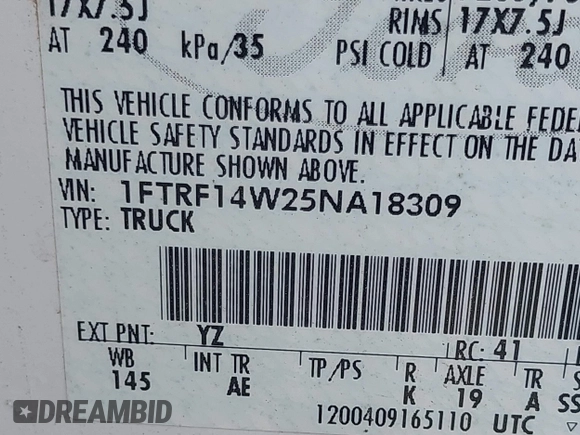 17X7.5J
RIMS 17X7.5J
AT 240 kPa/35 PSI COLD AT 240
THIS VEHICLE CONFORMS TO ALL APPLICABLE FEDE
VEHICLE SAFETY STANDARDS IN EFFECT ON THE DA
MANUFACTURE SHOWN ABOVE.
VIN: 1FTRF14W25NA18309
TYPE: TRUCK
EXT PNT: YZ RC: 41
WB INT TR TP/PS R AXLE TR S
145 AE K 19 A SS
1200409165110 UTC
DREAMBID